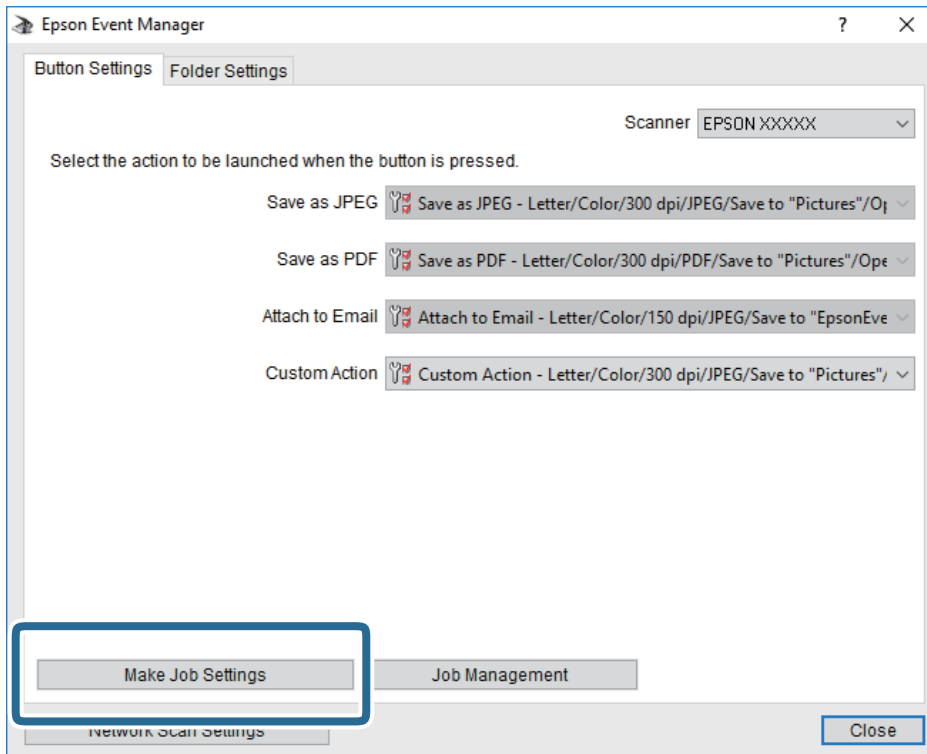 Epson Event Manager
Button Settings Folder Settings
Scanner EPSON XXXXX
Select the action to be launched when the button is pressed.
Save as JPEG Save as JPEG - Letter/Color/300 dpi/JPEG/Save to "Pictures"/Op
Save as PDF Save as PDF - Letter/Color/300 dpi/PDF/Save to "Pictures"/Ope
Attach to Email Attach to Email - Letter/Color/150 dpi/JPEG/Save to "EpsonEve
Custom Action Custom Action - Letter/Color/300 dpi/JPEG/Save to "Pictures"/
Make Job Settings Job Management
Network Scan Settings Close